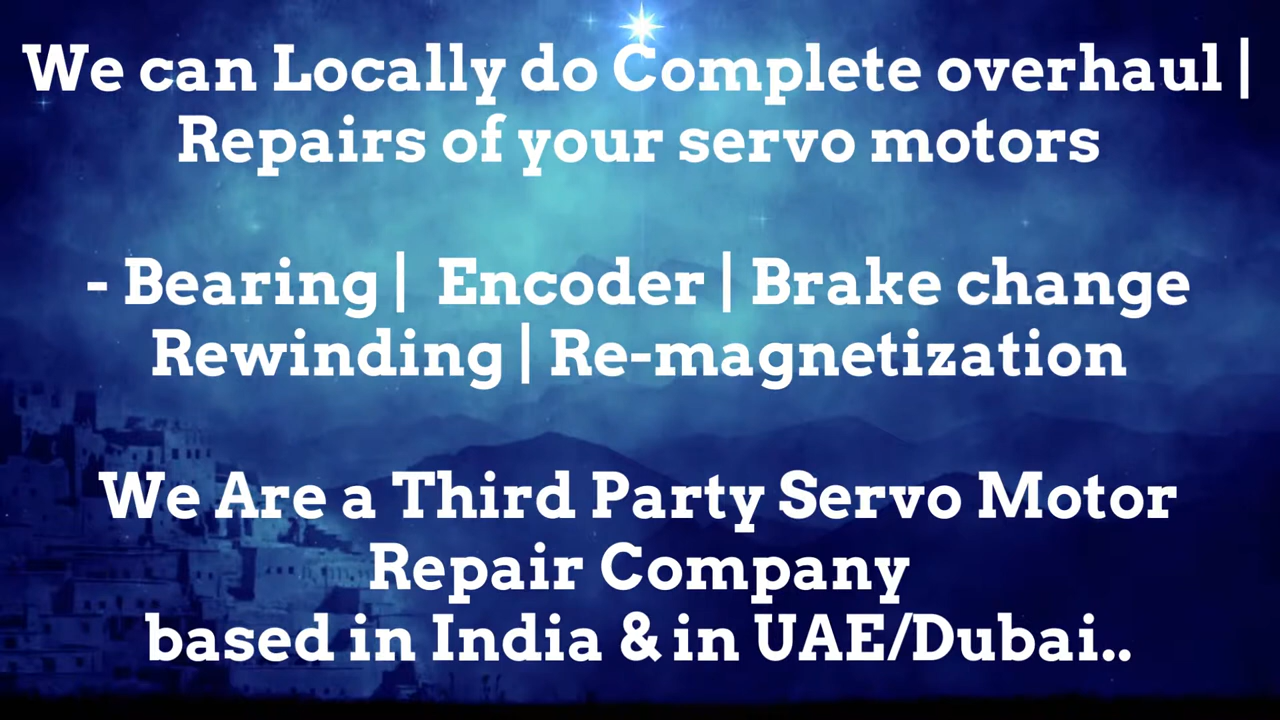 We can Locally do Complete overhaul |
Repairs of your servo motors
- Bearing | Encoder | Brake change
Rewinding | Re-magnetization
We Are a Third Party Servo Motor
Repair Company
based in India & in UAE/Dubai..